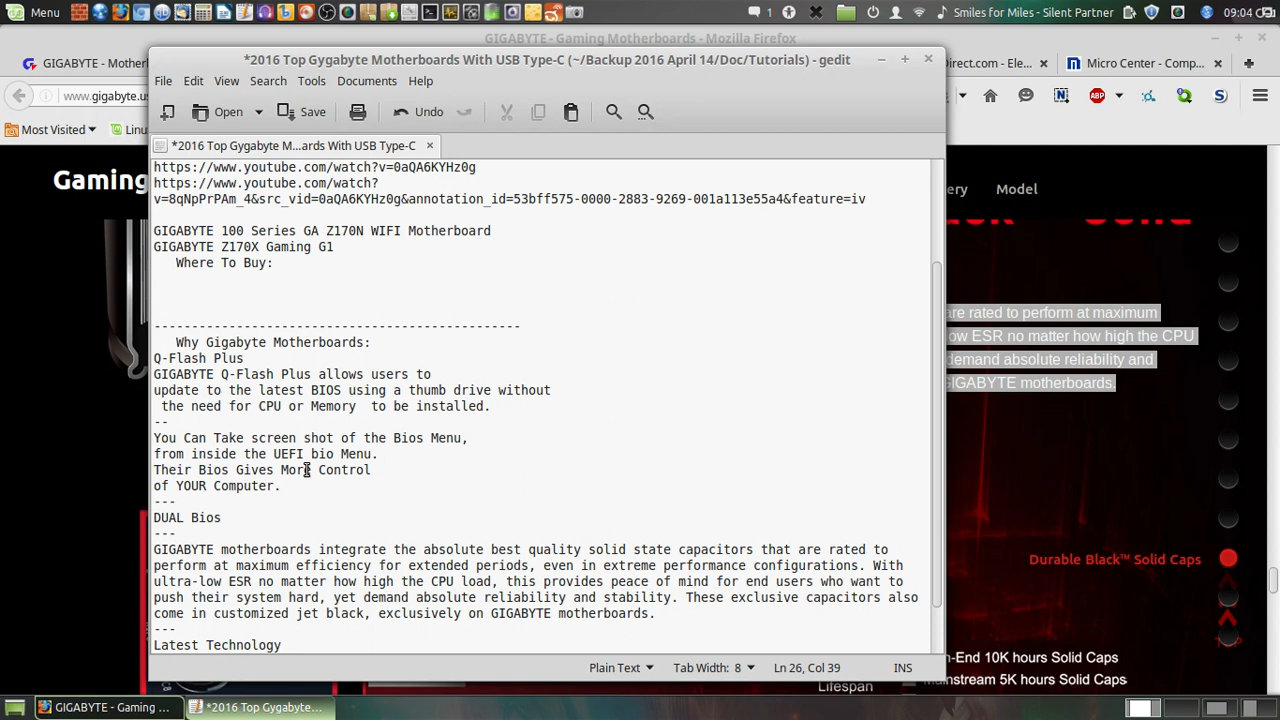 Menu
1
Smiles for Miles - Silent Partner
09:04
GIGABYTE - Gaming Motherboards - Mozilla Firefox
*2016 Top Gygabyte Motherboards With USB Type-C (~/Backup 2016 April 14/Doc/Tutorials) - gedit
GIGABYTE - Mother
Direct.com - Ele...
Micro Center - Comp...
File Edit View Search Tools Documents Help
www.gigabyte.us
ABP
Open Save Undo
Most Visited
Linu
*2016 Top Gygabyte M...ards With USB Type-C
https://www.youtube.com/watch?v=0aQA6KYHz0g
https://www.youtube.com/watch?
v=8qNpPrPAm_4&src_vid=0aQA6KYHz0g&annotation_id=53bff575-0000-2883-9269-001a113e55a4&feature=iv
GIGABYTE 100 Series GA Z170N WIFI Motherboard
GIGABYTE Z170X Gaming G1
Where To Buy:
-------------------------------------------------
Why Gigabyte Motherboards:
Q-Flash Plus
GIGABYTE Q-Flash Plus allows users to
update to the latest BIOS using a thumb drive without
the need for CPU or Memory  to be installed.
--
You Can Take screen shot of the Bios Menu,
from inside the UEFI bio Menu.
Their Bios Gives More Control
of YOUR Computer.
---
DUAL Bios
---
GIGABYTE motherboards integrate the absolute best quality solid state capacitors that are rated to
perform at maximum efficiency for extended periods, even in extreme performance configurations. With
ultra-low ESR no matter how high the CPU load, this provides peace of mind for end users who want to
push their system hard, yet demand absolute reliability and stability. These exclusive capacitors also
come in customized jet black, exclusively on GIGABYTE motherboards.
---
Latest Technology
Plain Text Tab Width: 8 Ln 26, Col 39 INS
Gaming
ery Model
are rated to perform at maximum
ow ESR no matter how high the CPU
demand absolute reliability and
GIGABYTE motherboards.
Durable Black™ Solid Caps
TOP
n-End 10K hours Solid Caps
Mainstream 5K hours Solid Caps
Lifespan
GIGABYTE - Gaming ...
*2016 Top Gygabyte...